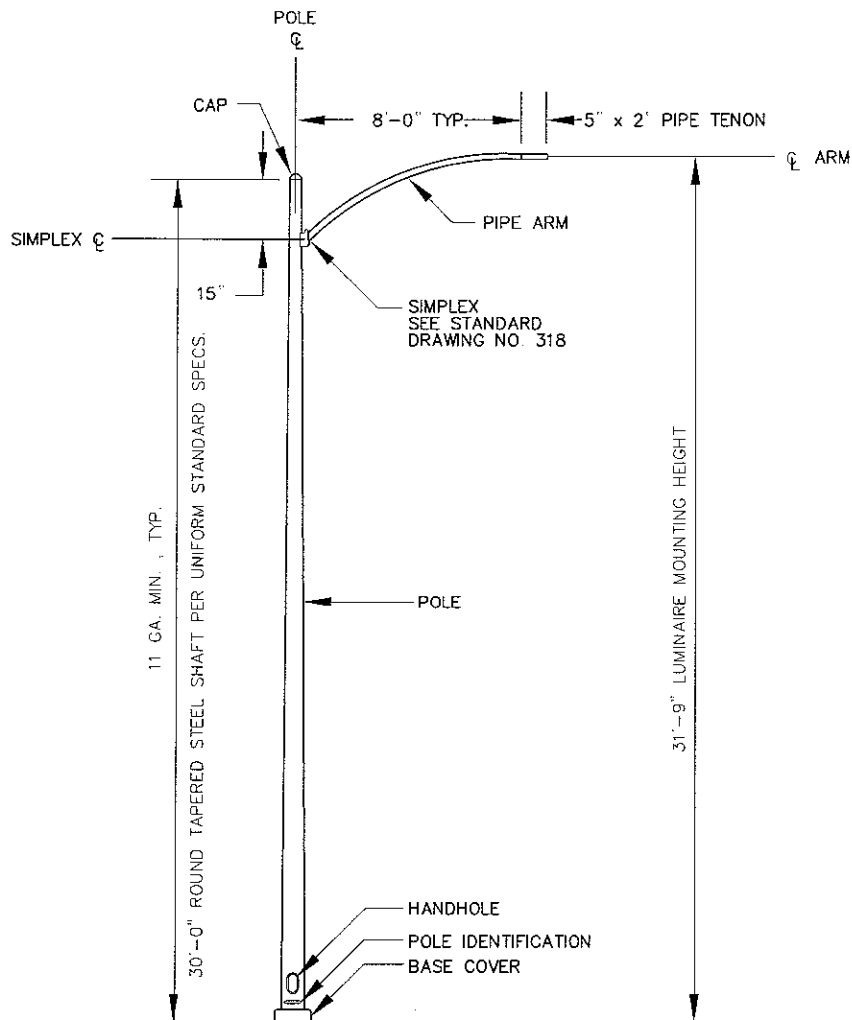 POLE
℄
CAP
8'-0" TYP.
5" x 2' PIPE TENON
℄ ARM
PIPE ARM
SIMPLEX ℄
15"
SIMPLEX
SEE STANDARD
DRAWING NO. 318
11 GA. MIN. , TYP.
30'-0" ROUND TAPERED STEEL SHAFT PER UNIFORM STANDARD SPECS.
31'-9" LUMINAIRE MOUNTING HEIGHT
POLE
HANDHOLE
POLE IDENTIFICATION
BASE COVER